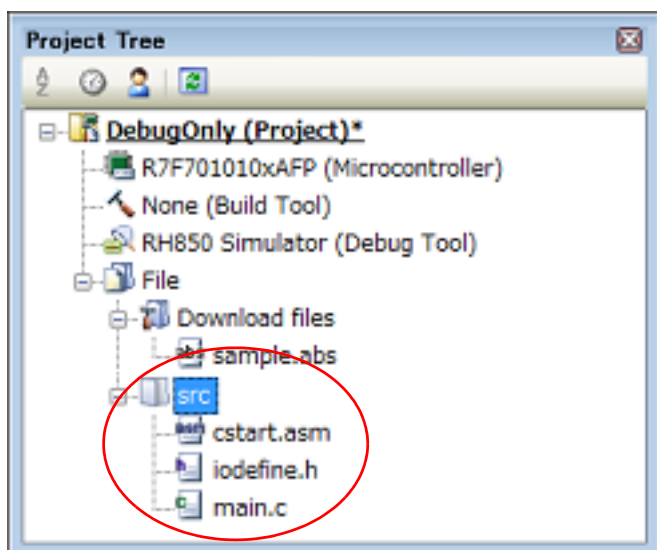 Project Tree
DebugOnly (Project)*
R7F701010xAFP (Microcontroller)
None (Build Tool)
RH850 Simulator (Debug Tool)
File
Download files
sample.abs
src
cstart.asm
iodefine.h
main.c